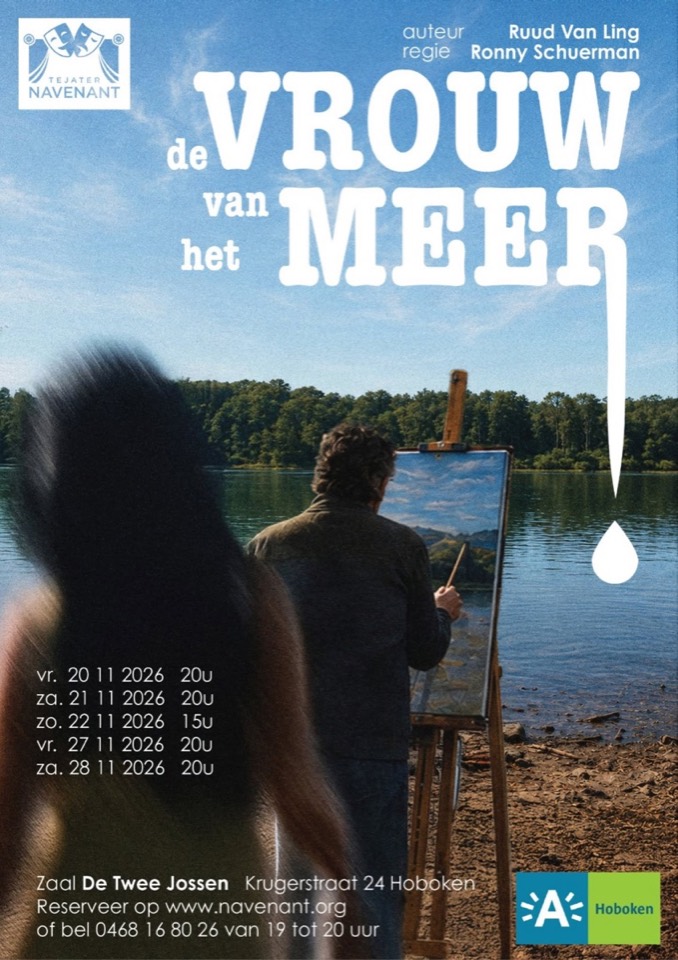 TEJATER
NAVENANT
auteur Ruud Van Ling
regie Ronny Schuerman
de VROUW
van MEER
het
vr. 20 11 2026 20u
za. 21 11 2026 20u
zo. 22 11 2026 15u
vr. 27 11 2026 20u
za. 28 11 2026 20u
Zaal De Twee Jossen Krugerstraat 24 Hoboken
Reserveer op www.navenant.org
of bel 0468 16 80 26 van 19 tot 20 uur
A Hoboken